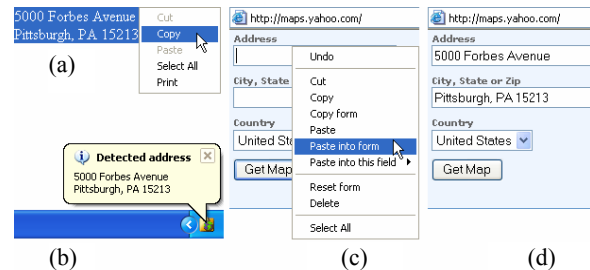 5000 Forbes Avenue
Pittsburgh, PA 15213
Cut
Copy
Paste
Select All
Print
(a)
Detected address
5000 Forbes Avenue
Pittsburgh, PA 15213
(b)
http://maps.yahoo.com/
Address
City, State
Country
United Sta
Get Map
Undo
Cut
Copy
Copy form
Paste
Paste into form
Paste into this field
Reset form
Delete
Select All
(c)
http://maps.yahoo.com/
Address
5000 Forbes Avenue
City, State or Zip
Pittsburgh, PA 15213
Country
United States
Get Map
(d)